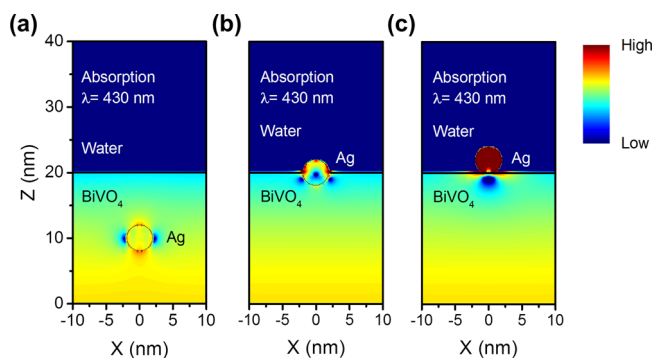 (a)
(b)
(c)
40
30
20
10
0
Z (nm)
Absorption
λ= 430 nm
Water
BiVO₄
Ag
Absorption
λ= 430 nm
Water
Ag
BiVO₄
Absorption
λ= 430 nm
Water
Ag
BiVO₄
High
Low
-10 -5 0 5 10
-10 -5 0 5 10
-10 -5 0 5 10
X (nm)
X (nm)
X (nm)